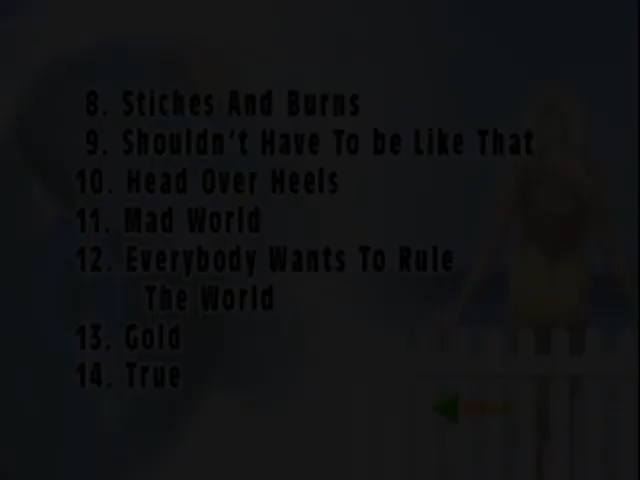 8. Stiches And Burns
9. Shouldn't Have To be Like That
10. Head Over Heels
11. Mad World
12. Everybody Wants To Rule
The World
13. Gold
14. True